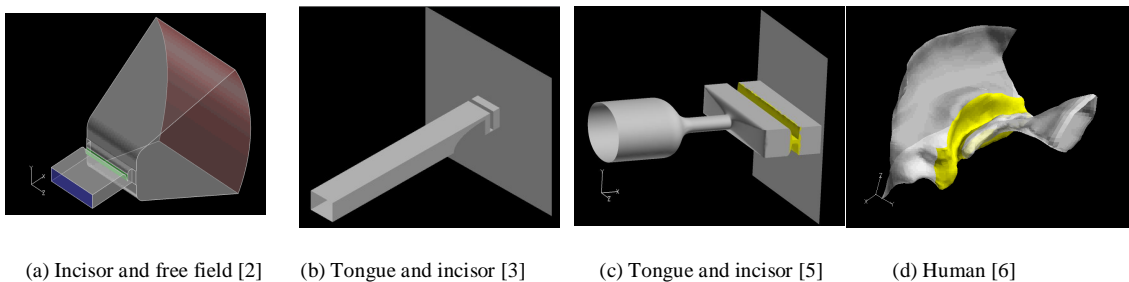 (a) Incisor and free field [2]
(b) Tongue and incisor [3]
(c) Tongue and incisor [5]
(d) Human [6]